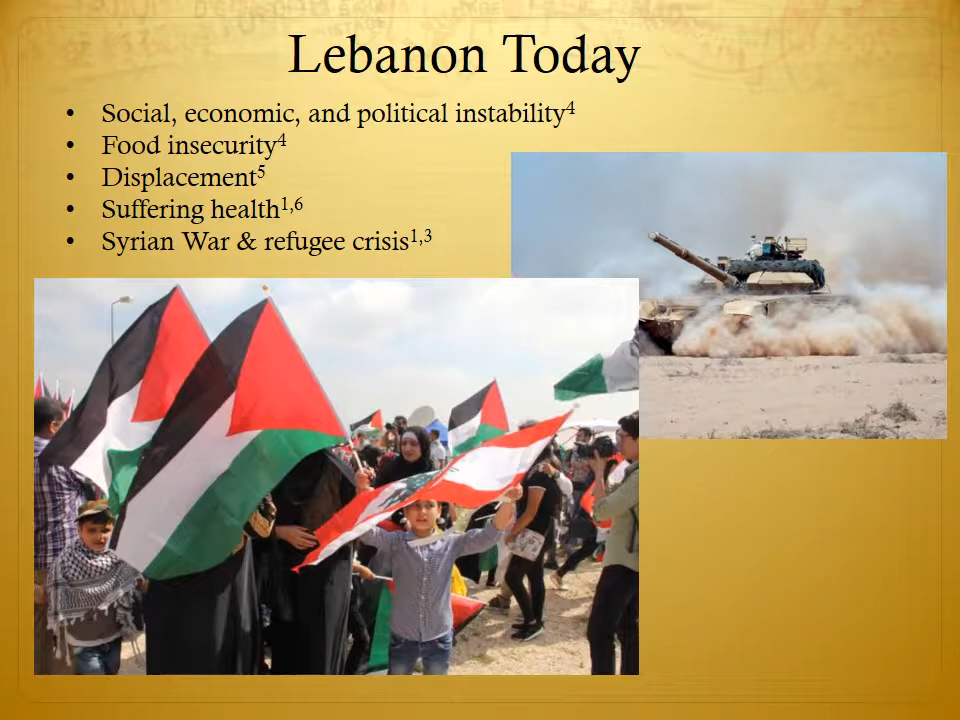 Lebanon Today
• Social, economic, and political instability⁴
• Food insecurity⁴
• Displacement⁵
• Suffering health¹,⁶
• Syrian War & refugee crisis¹,³